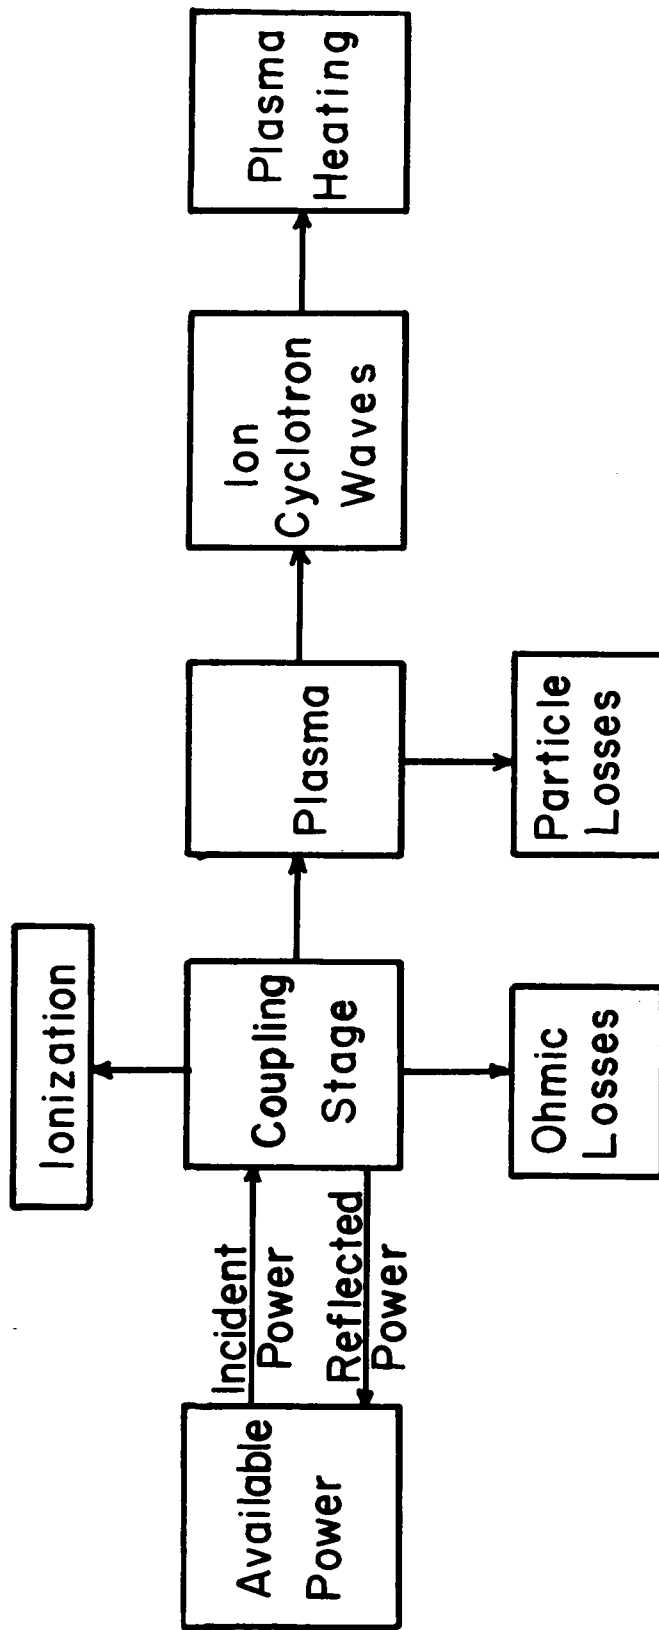 Ionization
Available
Power
Incident
Power
Reflected
Power
Coupling
Stage
Plasma
Ion
Cyclotron
Waves
Plasma
Heating
Ohmic
Losses
Particle
Losses